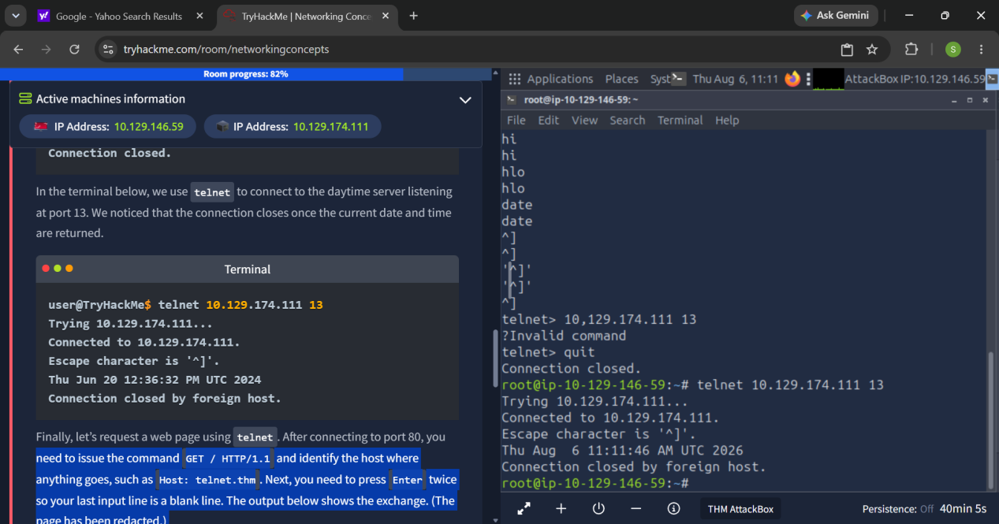 Google - Yahoo Search Results
TryHackMe | Networking Conce
Ask Gemini
tryhackme.com/room/networkingconcepts
S
Room progress: 82%
Active machines information
IP Address: 10.129.146.59
IP Address: 10.129.174.111
Connection closed.
In the terminal below, we use telnet to connect to the daytime server listening
at port 13. We noticed that the connection closes once the current date and time
are returned.
Terminal
user@TryHackMe$ telnet 10.129.174.111 13
Trying 10.129.174.111...
Connected to 10.129.174.111.
Escape character is '^]'.
Thu Jun 20 12:36:32 PM UTC 2024
Connection closed by foreign host.
Finally, let's request a web page using telnet. After connecting to port 80, you
need to issue the command GET / HTTP/1.1 and identify the host where
anything goes, such as Host: telnet.thm. Next, you need to press Enter twice
so your last input line is a blank line. The output below shows the exchange. (The
page has been redacted.)
Applications Places Syst Thu Aug 6, 11:11 AttackBox IP:10.129.146.59
root@ip-10-129-146-59: ~
File Edit View Search Terminal Help
hi
hi
hlo
hlo
date
date
^]
^]
'^]'
'^]'
^]
telnet> 10,129.174.111 13
?Invalid command
telnet> quit
Connection closed.
root@ip-10-129-146-59:~# telnet 10.129.174.111 13
Trying 10.129.174.111...
Connected to 10.129.174.111.
Escape character is '^]'.
Thu Aug  6 11:11:46 AM UTC 2026
Connection closed by foreign host.
root@ip-10-129-146-59:~#
THM AttackBox
Persistence: Off 40min 5s